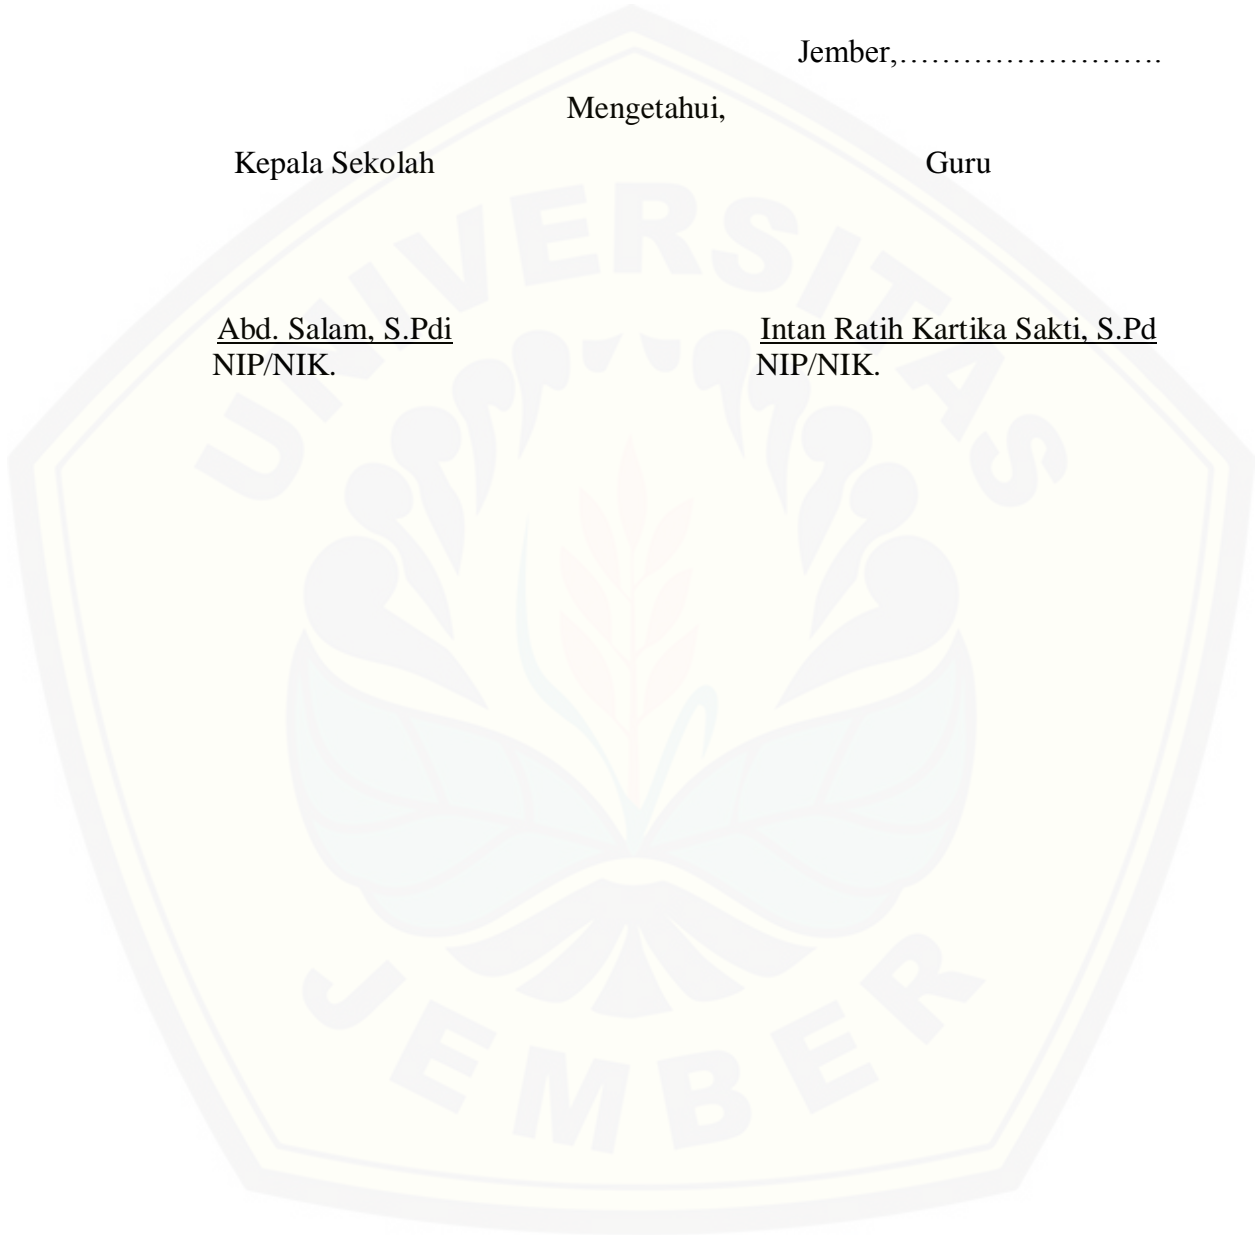 Jember,……………………
Mengetahui,
Kepala Sekolah Guru
Abd. Salam, S.Pdi Intan Ratih Kartika Sakti, S.Pd
NIP/NIK. NIP/NIK.
UNIVERSITAS
JEMBER